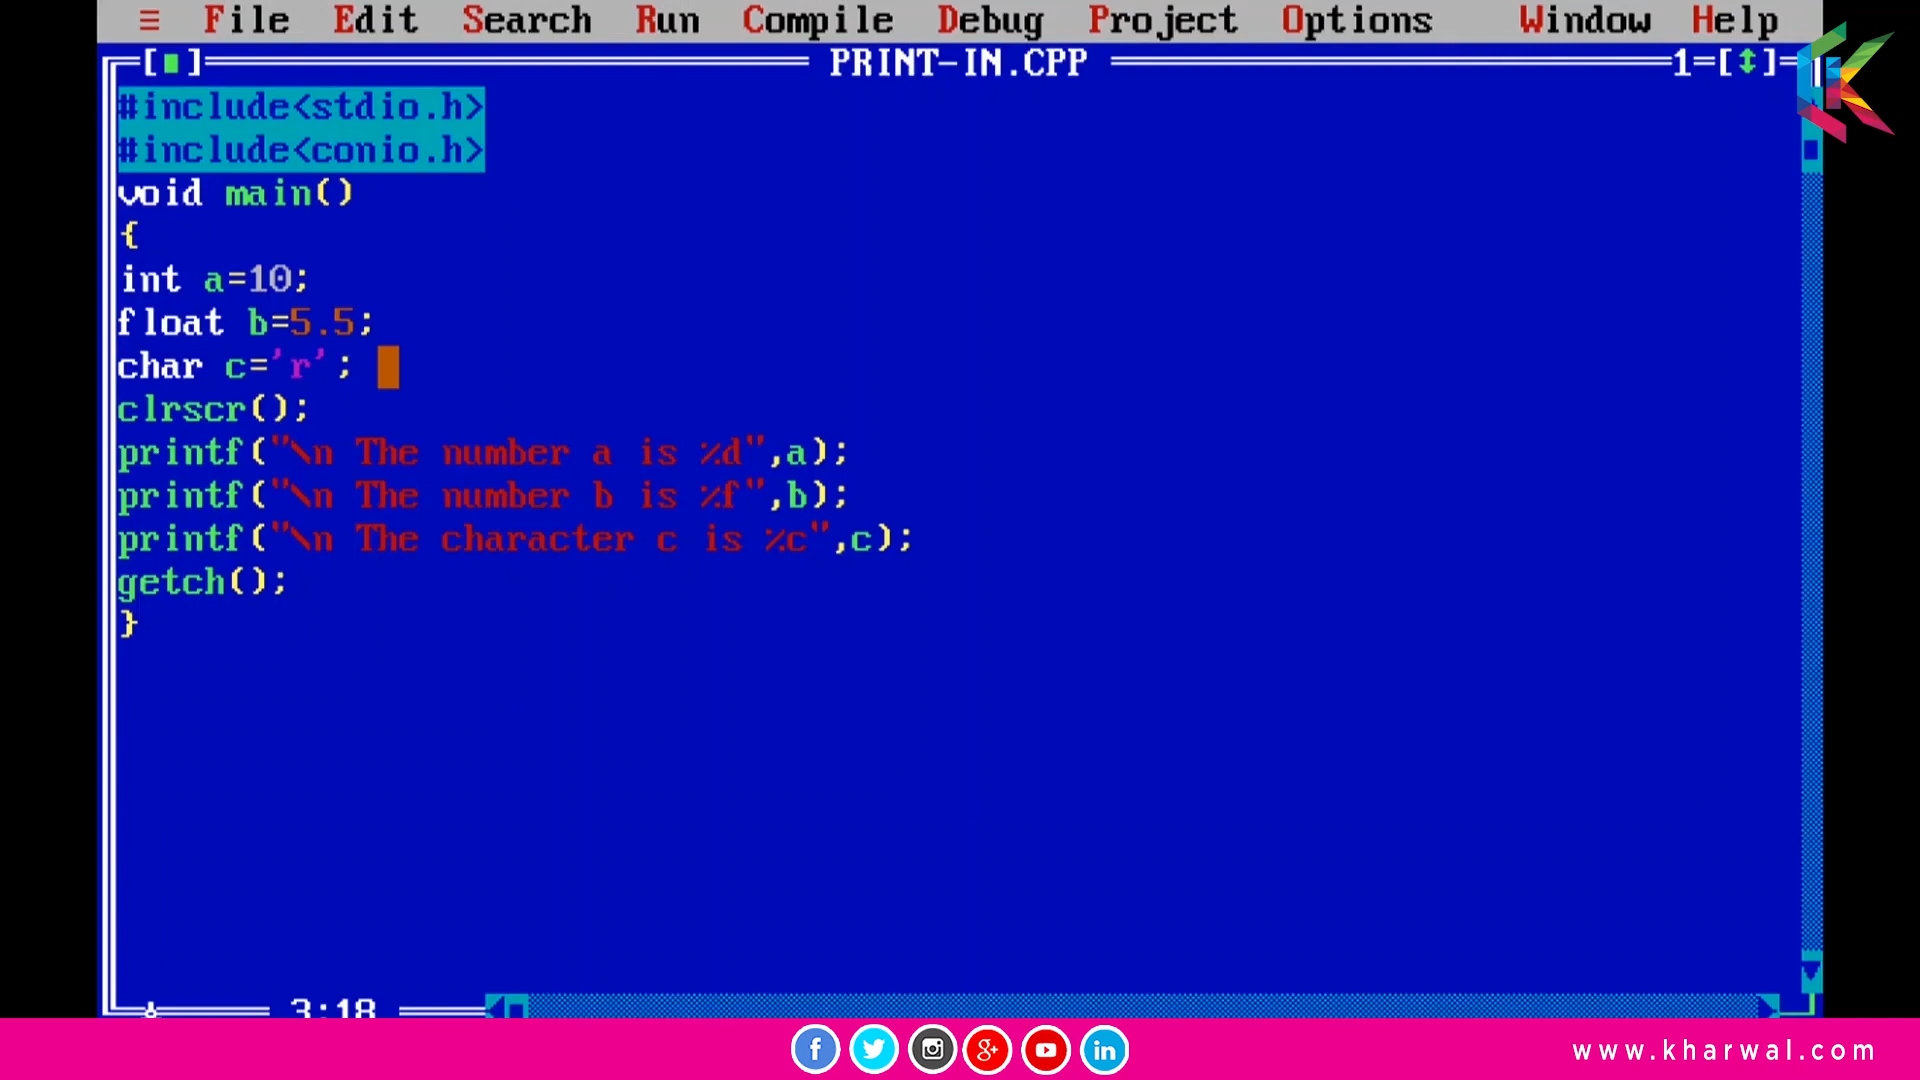 ≡ File Edit Search Run Compile Debug Project Options Window Help
[■] PRINT-IN.CPP 1=[↕]
#include<stdio.h>
#include<conio.h>
void main()
{
int a=10;
float b=5.5;
char c='r';
clrscr();
printf("\n The number a is %d",a);
printf("\n The number b is %f",b);
printf("\n The character c is %c",c);
getch();
}
3:18
www.kharwal.com